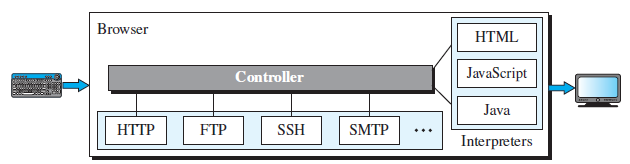 Browser
HTML
Controller
JavaScript
Java
HTTP FTP SSH SMTP ...
Interpreters